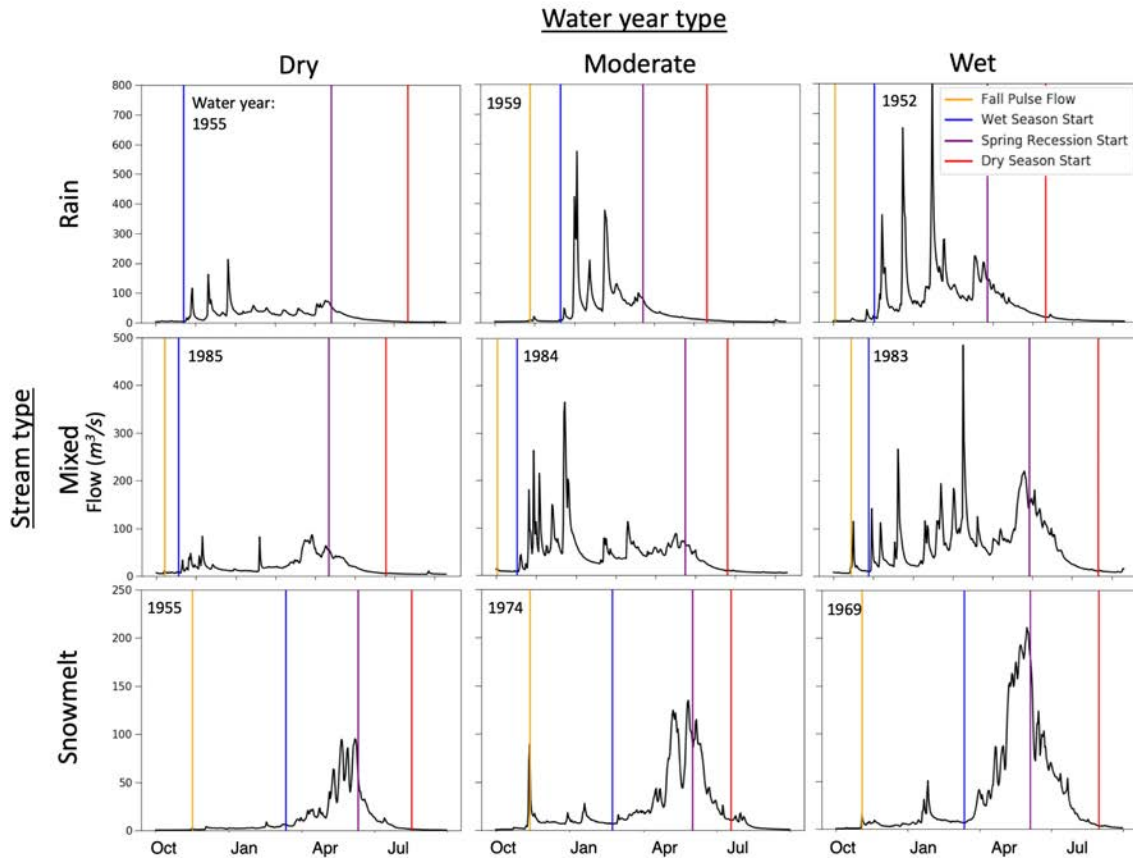 Water year type
Dry
Moderate
Wet
Stream type
Rain
Mixed
Snowmelt
Flow (m³/s)
800
700
600
500
400
300
200
100
0
Water year:
1955
1959
1952
Fall Pulse Flow
Wet Season Start
Spring Recession Start
Dry Season Start
500
400
300
200
100
0
1985
1984
1983
250
200
150
100
50
0
1955
1974
1969
Oct Jan Apr Jul
Oct Jan Apr Jul
Oct Jan Apr Jul